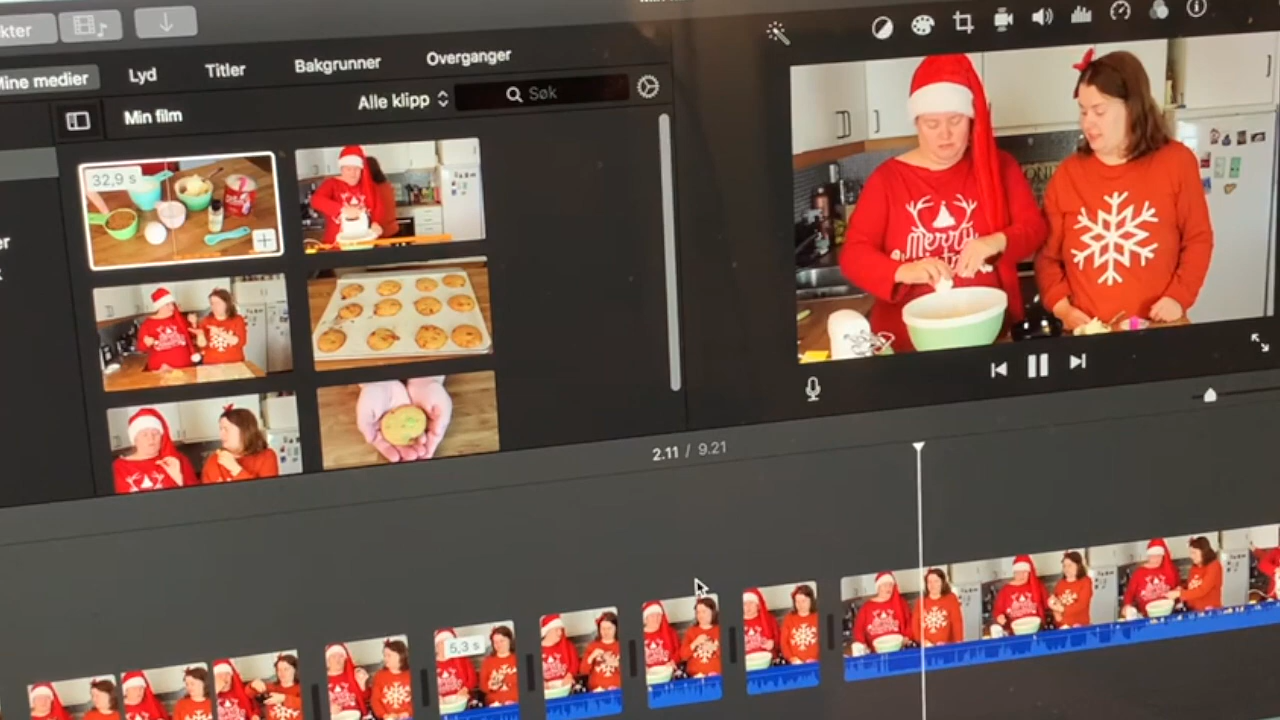 kter
Mine medier Lyd Titler Bakgrunner Overganger
Min film Alle klipp Søk
32,9 s
Merry
2.11 / 9.21
5,3 s